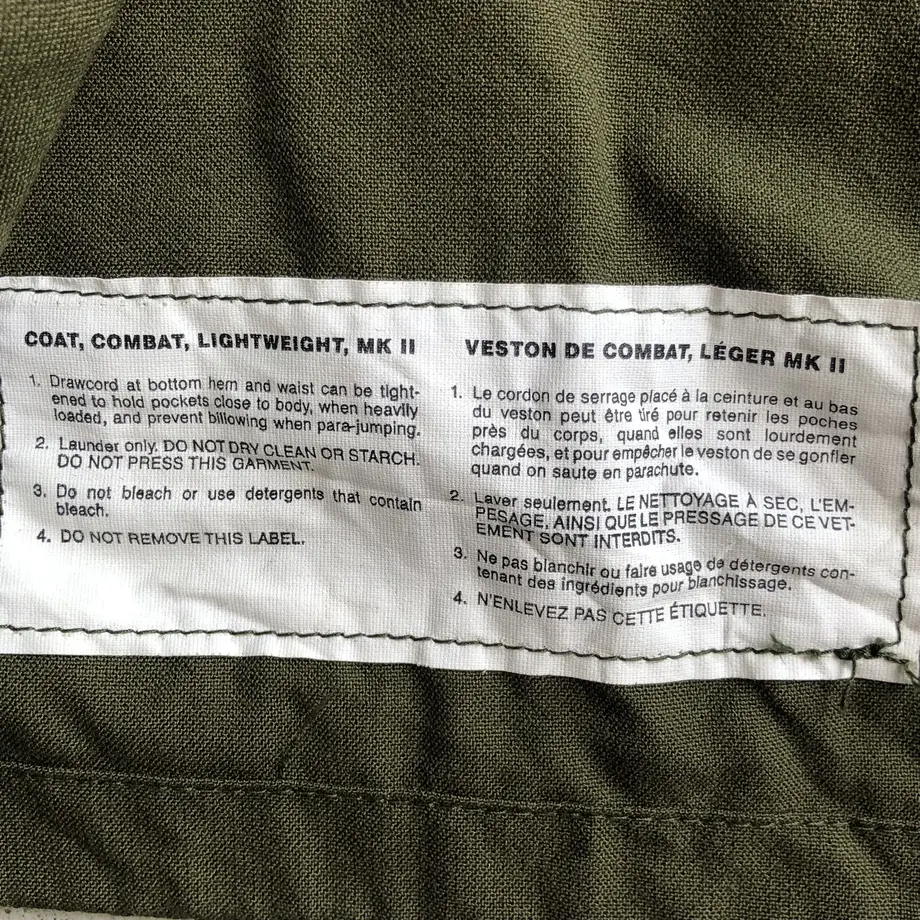 COAT, COMBAT, LIGHTWEIGHT, MK II
1. Drawcord at bottom hem and waist can be tight-
ened to hold pockets close to body, when heavily
loaded, and prevent billowing when para-jumping.
2. Launder only. DO NOT DRY CLEAN OR STARCH.
DO NOT PRESS THIS GARMENT.
3. Do not bleach or use detergents that contain
bleach.
4. DO NOT REMOVE THIS LABEL.
VESTON DE COMBAT, LÉGER MK II
1. Le cordon de serrage placé à la ceinture et au bas
du veston peut être tiré pour retenir les poches
près du corps, quand elles sont lourdement
chargées, et pour empêcher le veston de se gonfler
quand on saute en parachute.
2. Laver seulement. LE NETTOYAGE À SEC, L'EM-
PESAGE, AINSI QUE LE PRESSAGE DE CE VET-
EMENT SONT INTERDITS.
3. Ne pas blanchir ou faire usage de détergents con-
tenant des ingrédients pour blanchissage.
4. N'ENLEVEZ PAS CETTE ÉTIQUETTE.